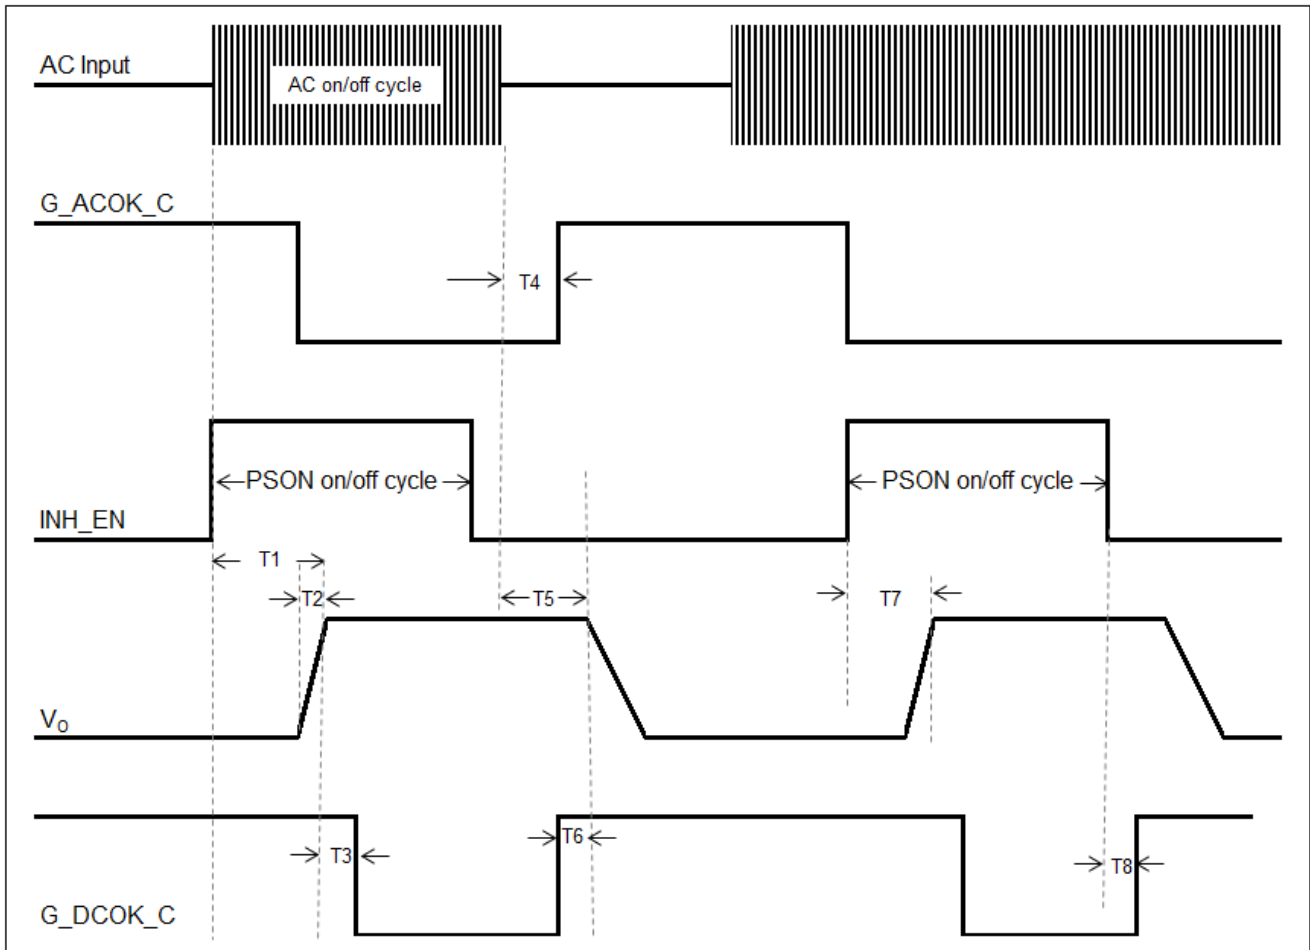 AC Input
AC on/off cycle
G_ACOK_C
T4
PSON on/off cycle
PSON on/off cycle
INH_EN
T1
T2
T5
T7
V₀
T6
T3
T8
G_DCOK_C